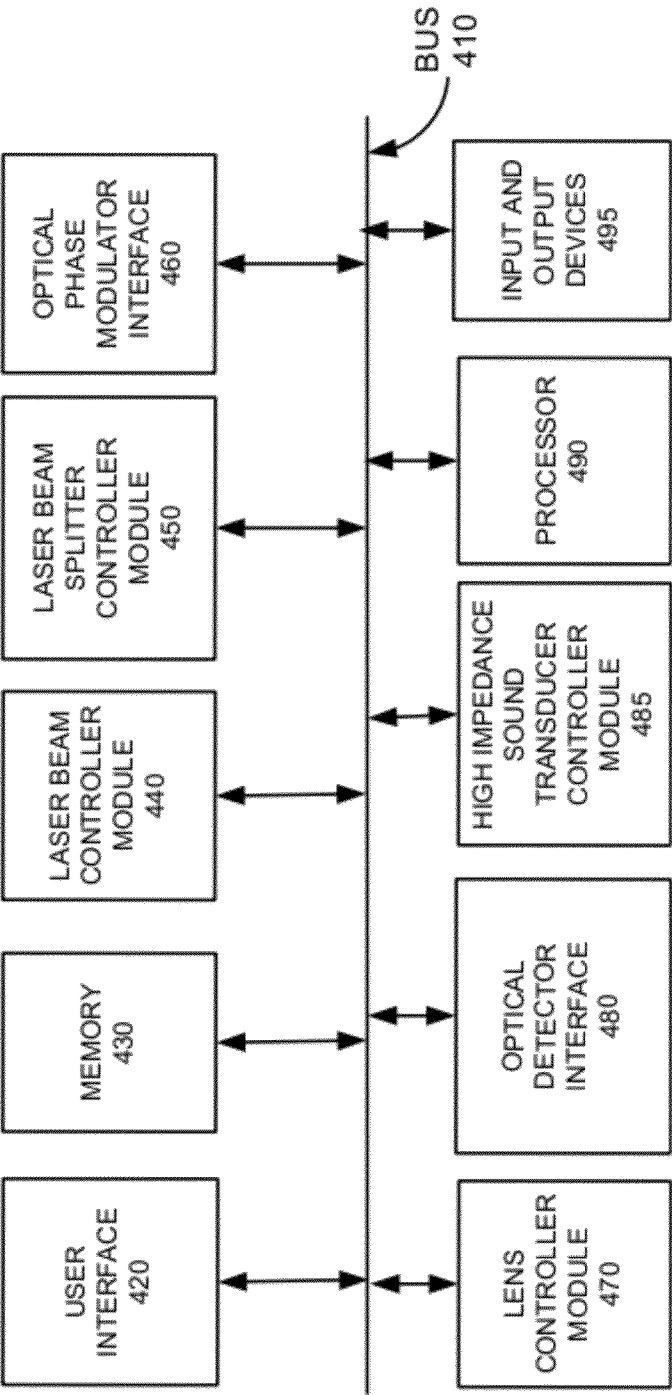 USER
INTERFACE
420
MEMORY
430
LASER BEAM
CONTROLLER
MODULE
440
LASER BEAM
SPLITTER
CONTROLLER
MODULE
450
OPTICAL
PHASE
MODULATOR
INTERFACE
460
BUS
410
LENS
CONTROLLER
MODULE
470
OPTICAL
DETECTOR
INTERFACE
480
HIGH IMPEDANCE
SOUND
TRANSDUCER
CONTROLLER
MODULE
485
PROCESSOR
490
INPUT AND
OUTPUT
DEVICES
495